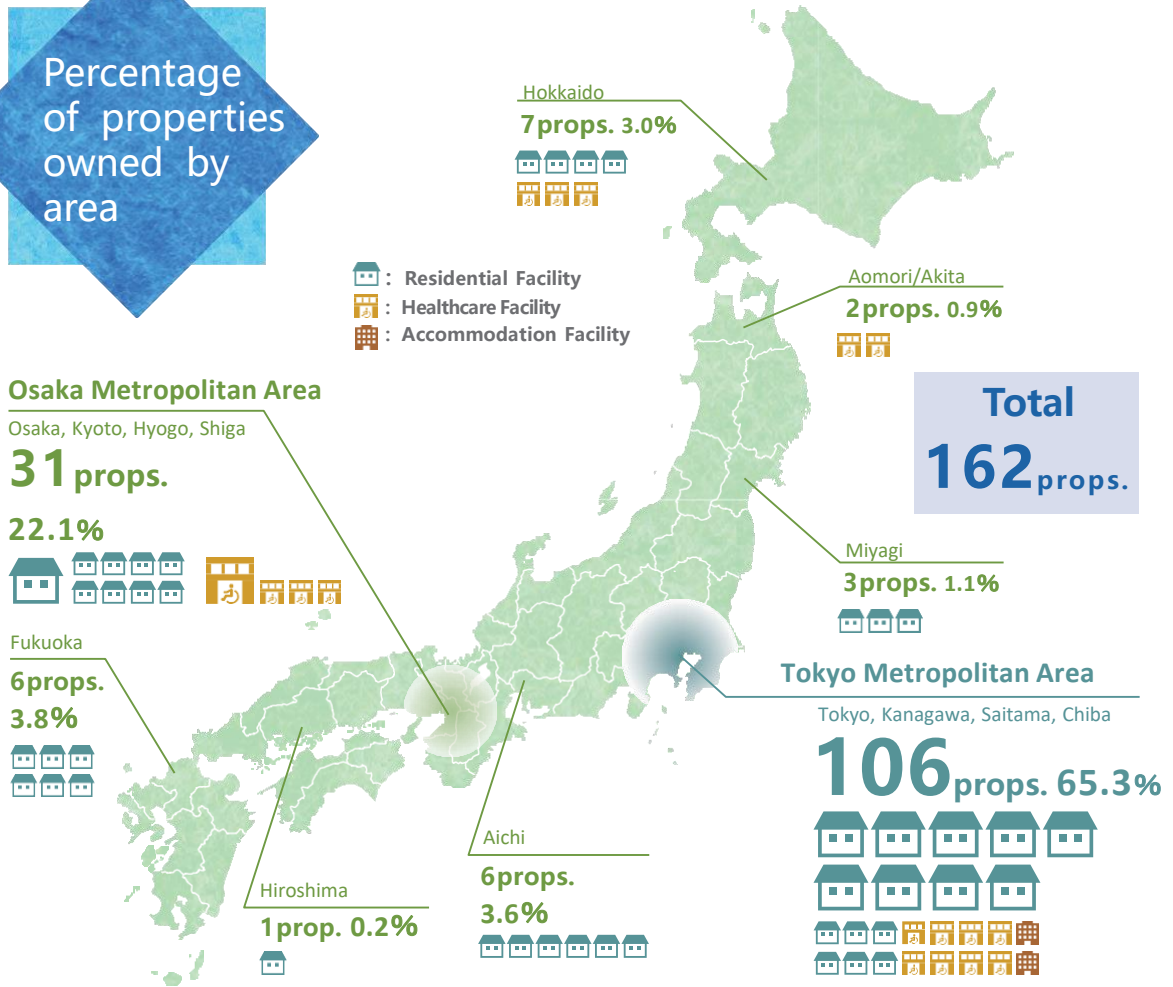 Percentage
of properties
owned by
area
Hokkaido
7props. 3.0%
: Residential Facility
: Healthcare Facility
: Accommodation Facility
Aomori/Akita
2props. 0.9%
Total
162props.
Osaka Metropolitan Area
Osaka, Kyoto, Hyogo, Shiga
31props.
22.1%
Miyagi
3props. 1.1%
Fukuoka
6props.
3.8%
Tokyo Metropolitan Area
Tokyo, Kanagawa, Saitama, Chiba
106props. 65.3%
Aichi
6props.
3.6%
Hiroshima
1prop. 0.2%